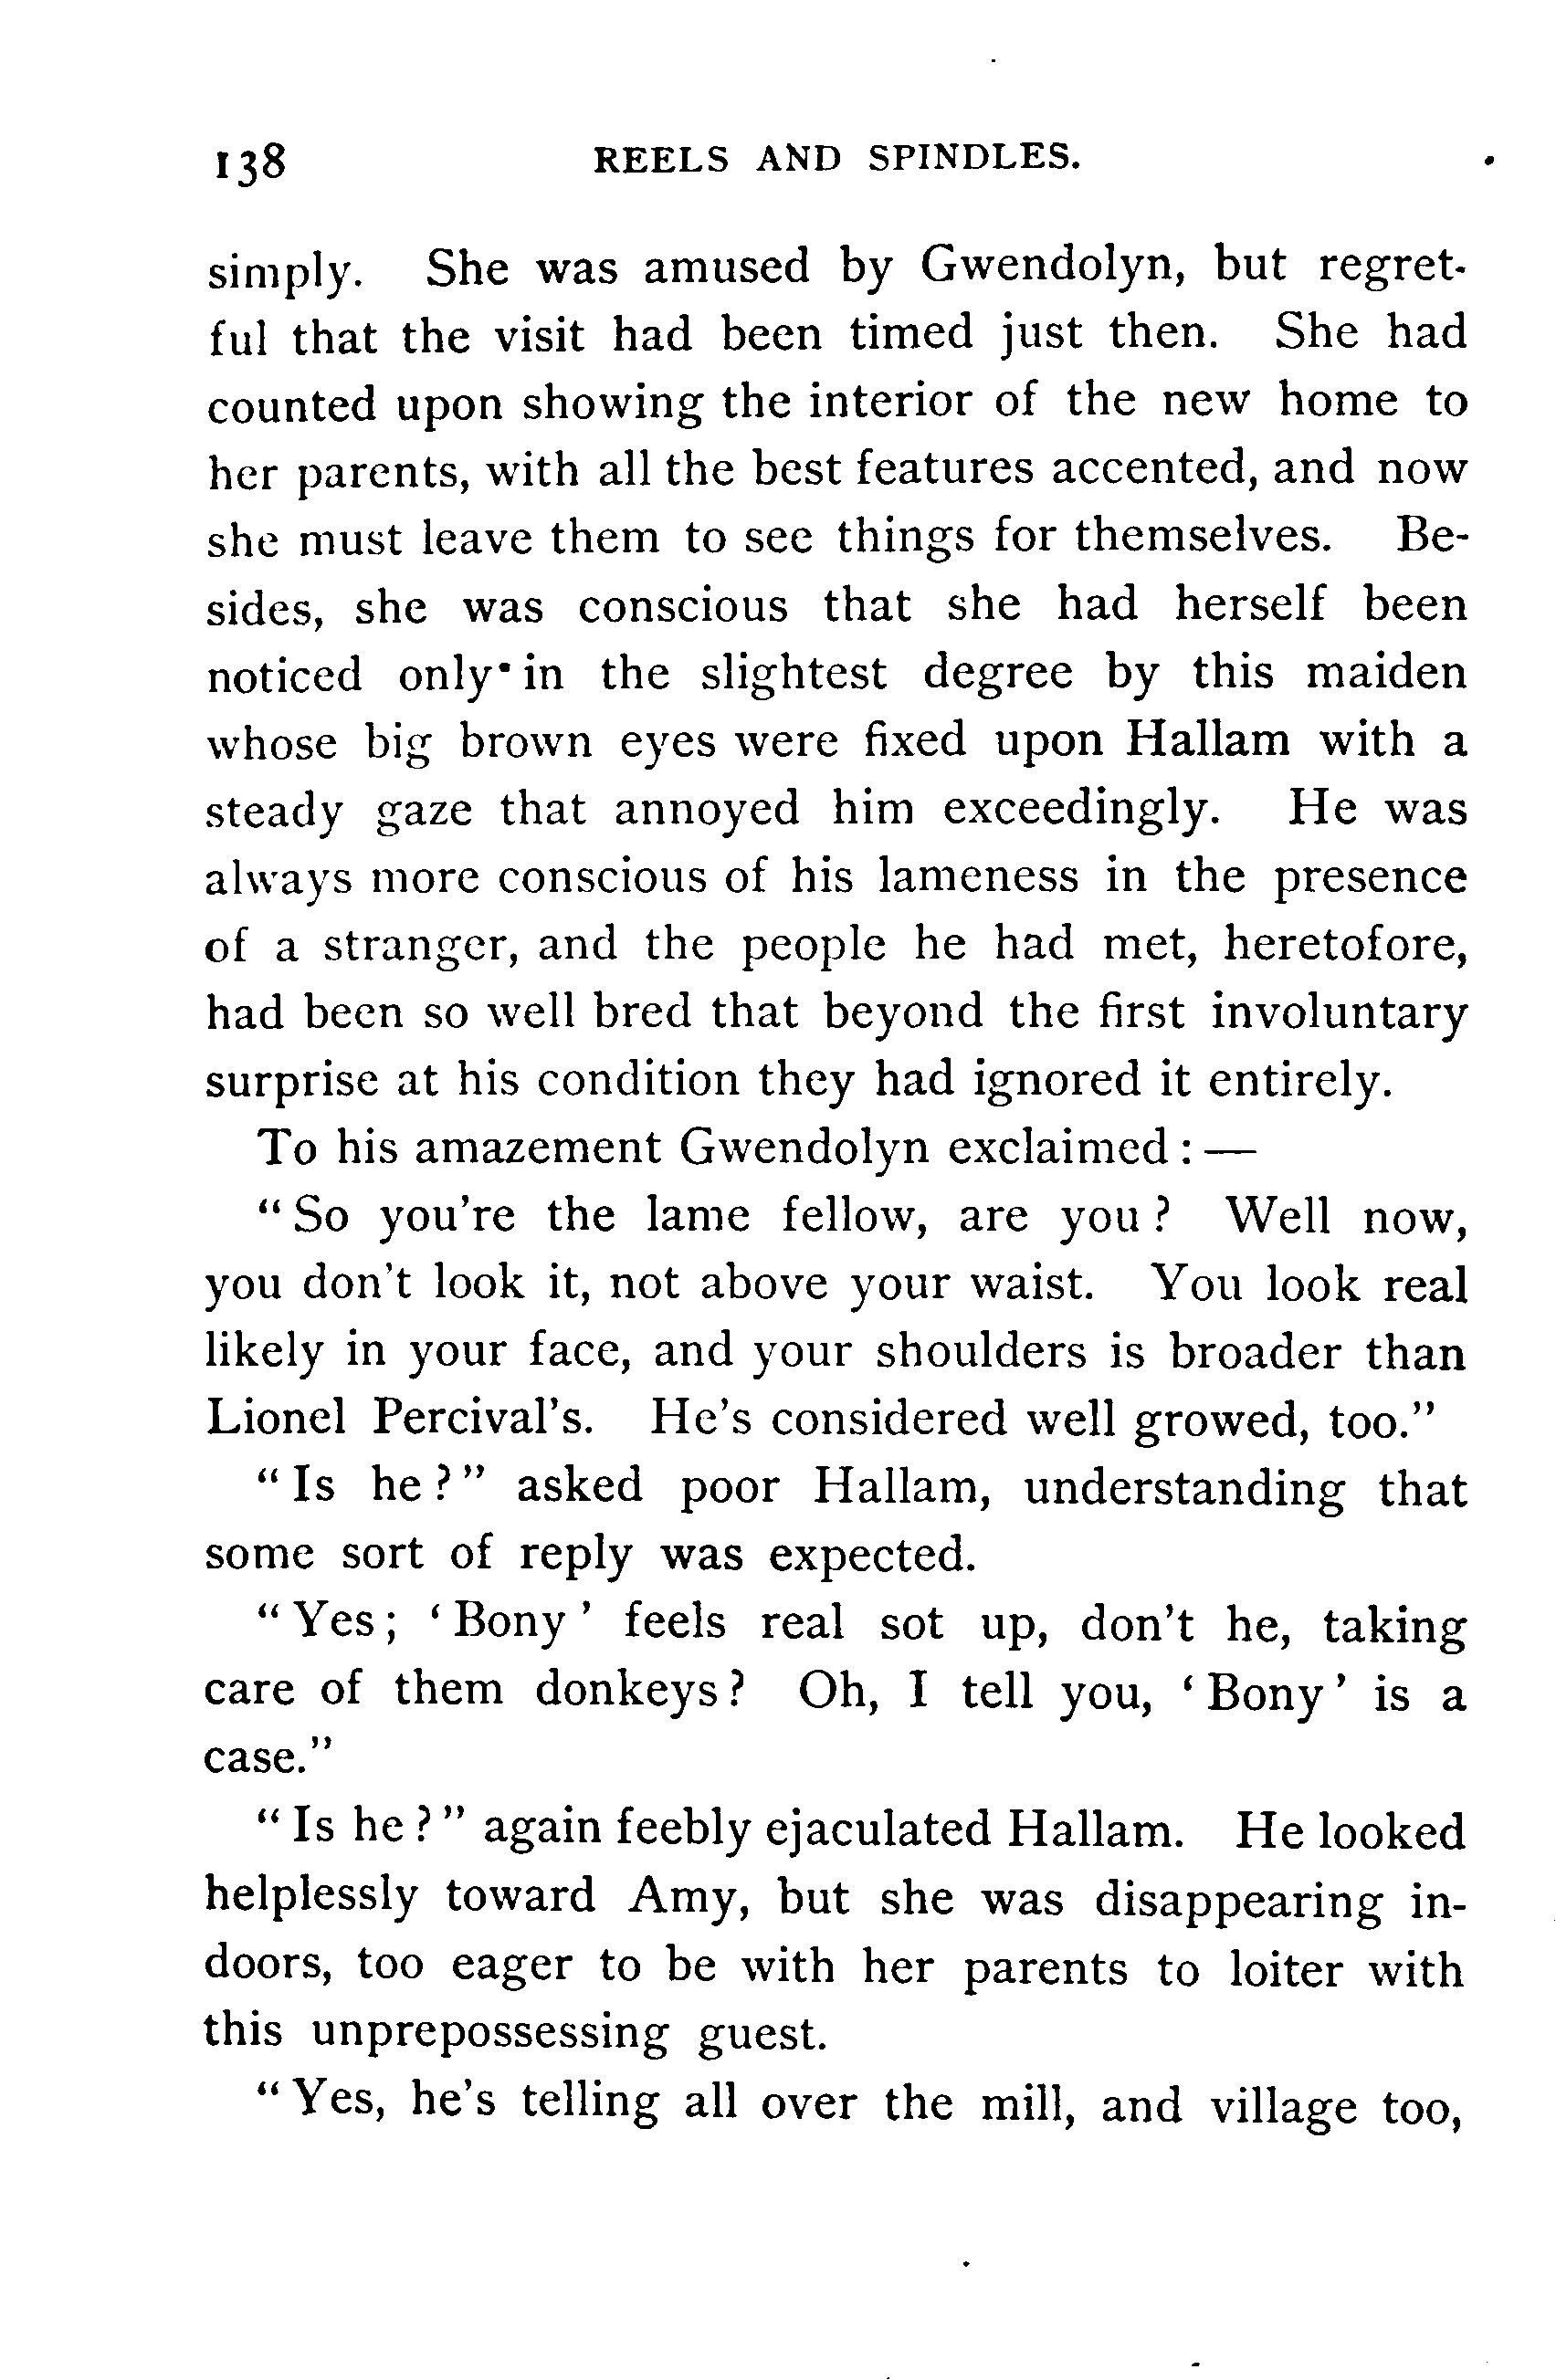 138 REELS AND SPINDLES.
simply. She was amused by Gwendolyn, but regret-
ful that the visit had been timed just then. She had
counted upon showing the interior of the new home to
her parents, with all the best features accented, and now
she must leave them to see things for themselves. Be-
sides, she was conscious that she had herself been
noticed only in the slightest degree by this maiden
whose big brown eyes were fixed upon Hallam with a
steady gaze that annoyed him exceedingly. He was
always more conscious of his lameness in the presence
of a stranger, and the people he had met, heretofore,
had been so well bred that beyond the first involuntary
surprise at his condition they had ignored it entirely.
To his amazement Gwendolyn exclaimed : —
“ So you're the lame fellow, are you ? Well now,
you don't look it, not above your waist. You look real
likely in your face, and your shoulders is broader than
Lionel Percival's. He's considered well growed, too.”
“ Is he ? ” asked poor Hallam, understanding that
some sort of reply was expected.
“ Yes ; ‘ Bony ’ feels real sot up, don't he, taking
care of them donkeys ? Oh, I tell you, ‘ Bony ’ is a
case.”
“ Is he ? ” again feebly ejaculated Hallam. He looked
helplessly toward Amy, but she was disappearing in-
doors, too eager to be with her parents to loiter with
this unprepossessing guest.
“ Yes, he's telling all over the mill, and village too,